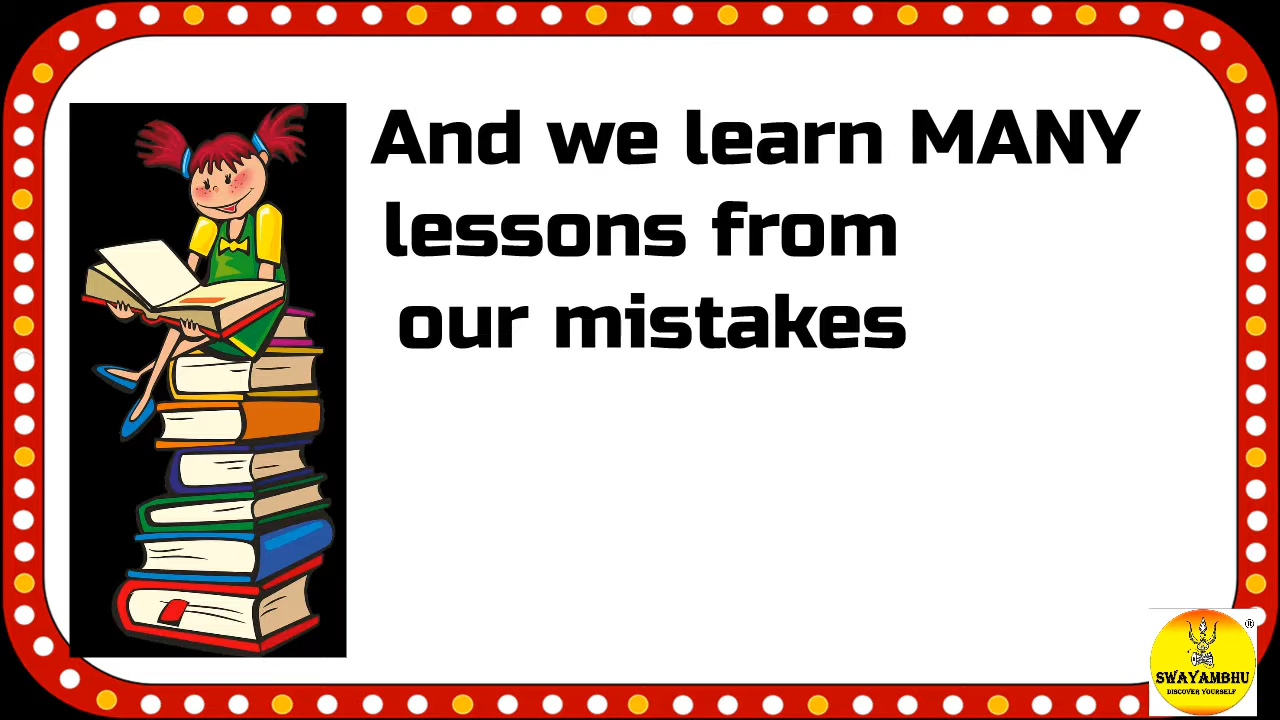 And we learn MANY
lessons from
our mistakes
®
SWAYAMBHU
DISCOVER YOURSELF